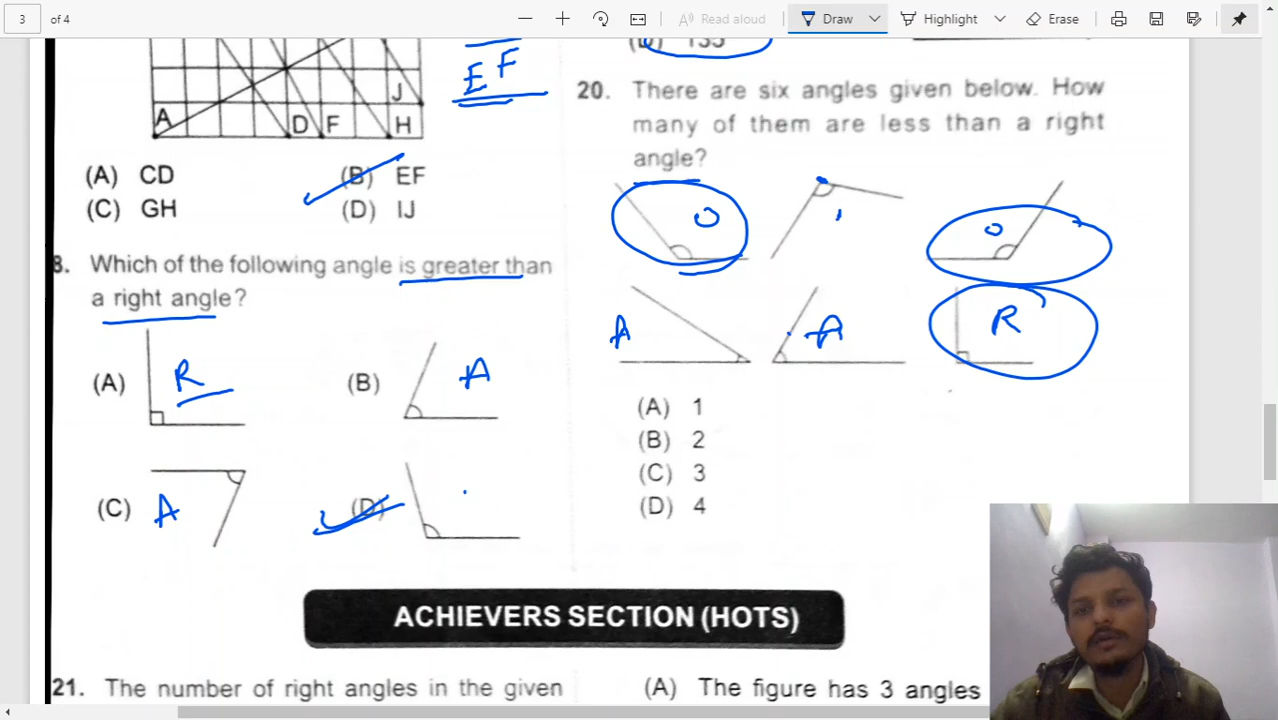 3 of 4
Read aloud
Draw
Highlight
Erase
A D F H J
E F
(A) CD
(B) EF
(C) GH
(D) IJ
8. Which of the following angle is greater than
a right angle?
(A) R
(B) A
(C) A
(D)
20. There are six angles given below. How
many of them are less than a right
angle?
O
O
A
A
R
(A) 1
(B) 2
(C) 3
(D) 4
ACHIEVERS SECTION (HOTS)
21. The number of right angles in the given
(A) The figure has 3 angles